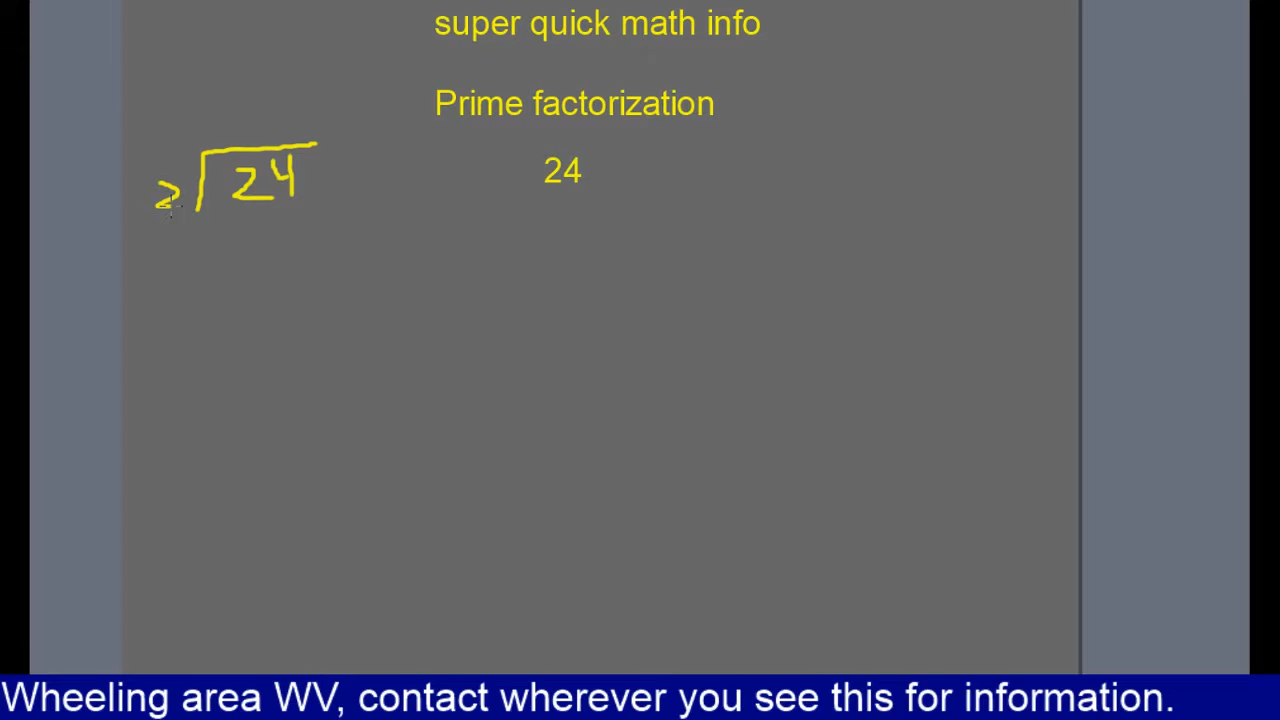 super quick math info
Prime factorization
2 24
24
Wheeling area WV, contact wherever you see this for information.